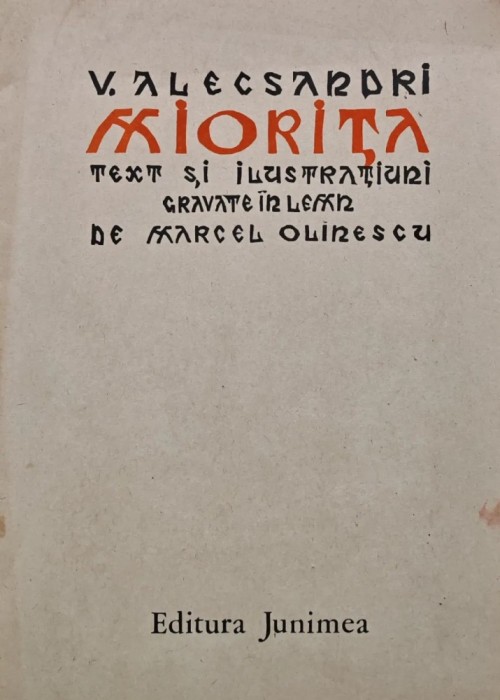 V. ALECSANDRI
MIORIȚA
TEXT ȘI ILUSTRAȚIUNI
GRAVATE ÎN LEMN
DE MARCEL OLINESCU
Editura Junimea